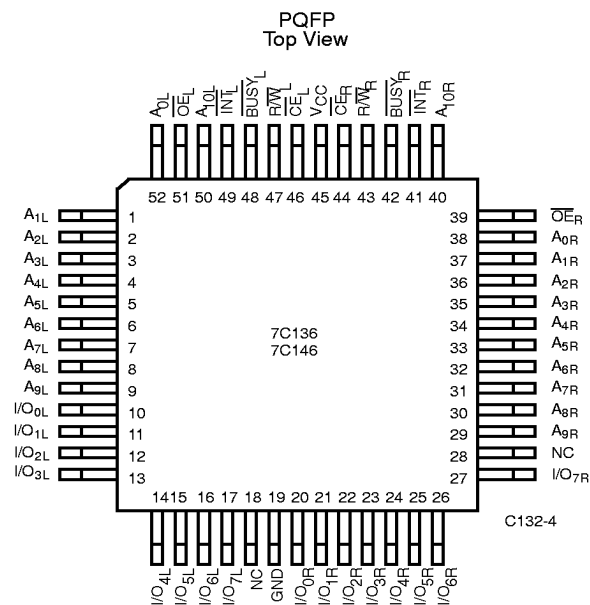 PQFP
Top View
A0L
OEL
A10L
INTL
BUSYL
R/WL
CEL
VCC
CER
R/WR
BUSYR
INTR
A10R
52 51 50 49 48 47 46 45 44 43 42 41 40
A1L 1 39 OER
A2L 2 38 A0R
A3L 3 37 A1R
A4L 4 36 A2R
A5L 5 35 A3R
A6L 6 34 A4R
A7L 7 33 A5R
A8L 8 32 A6R
A9L 9 31 A7R
I/O0L 10 30 A8R
I/O1L 11 29 A9R
I/O2L 12 28 NC
I/O3L 13 27 I/O7R
7C136
7C146
14 15 16 17 18 19 20 21 22 23 24 25 26
I/O4L
I/O5L
I/O6L
I/O7L
NC
GND
I/O0R
I/O1R
I/O2R
I/O3R
I/O4R
I/O5R
I/O6R
C132-4